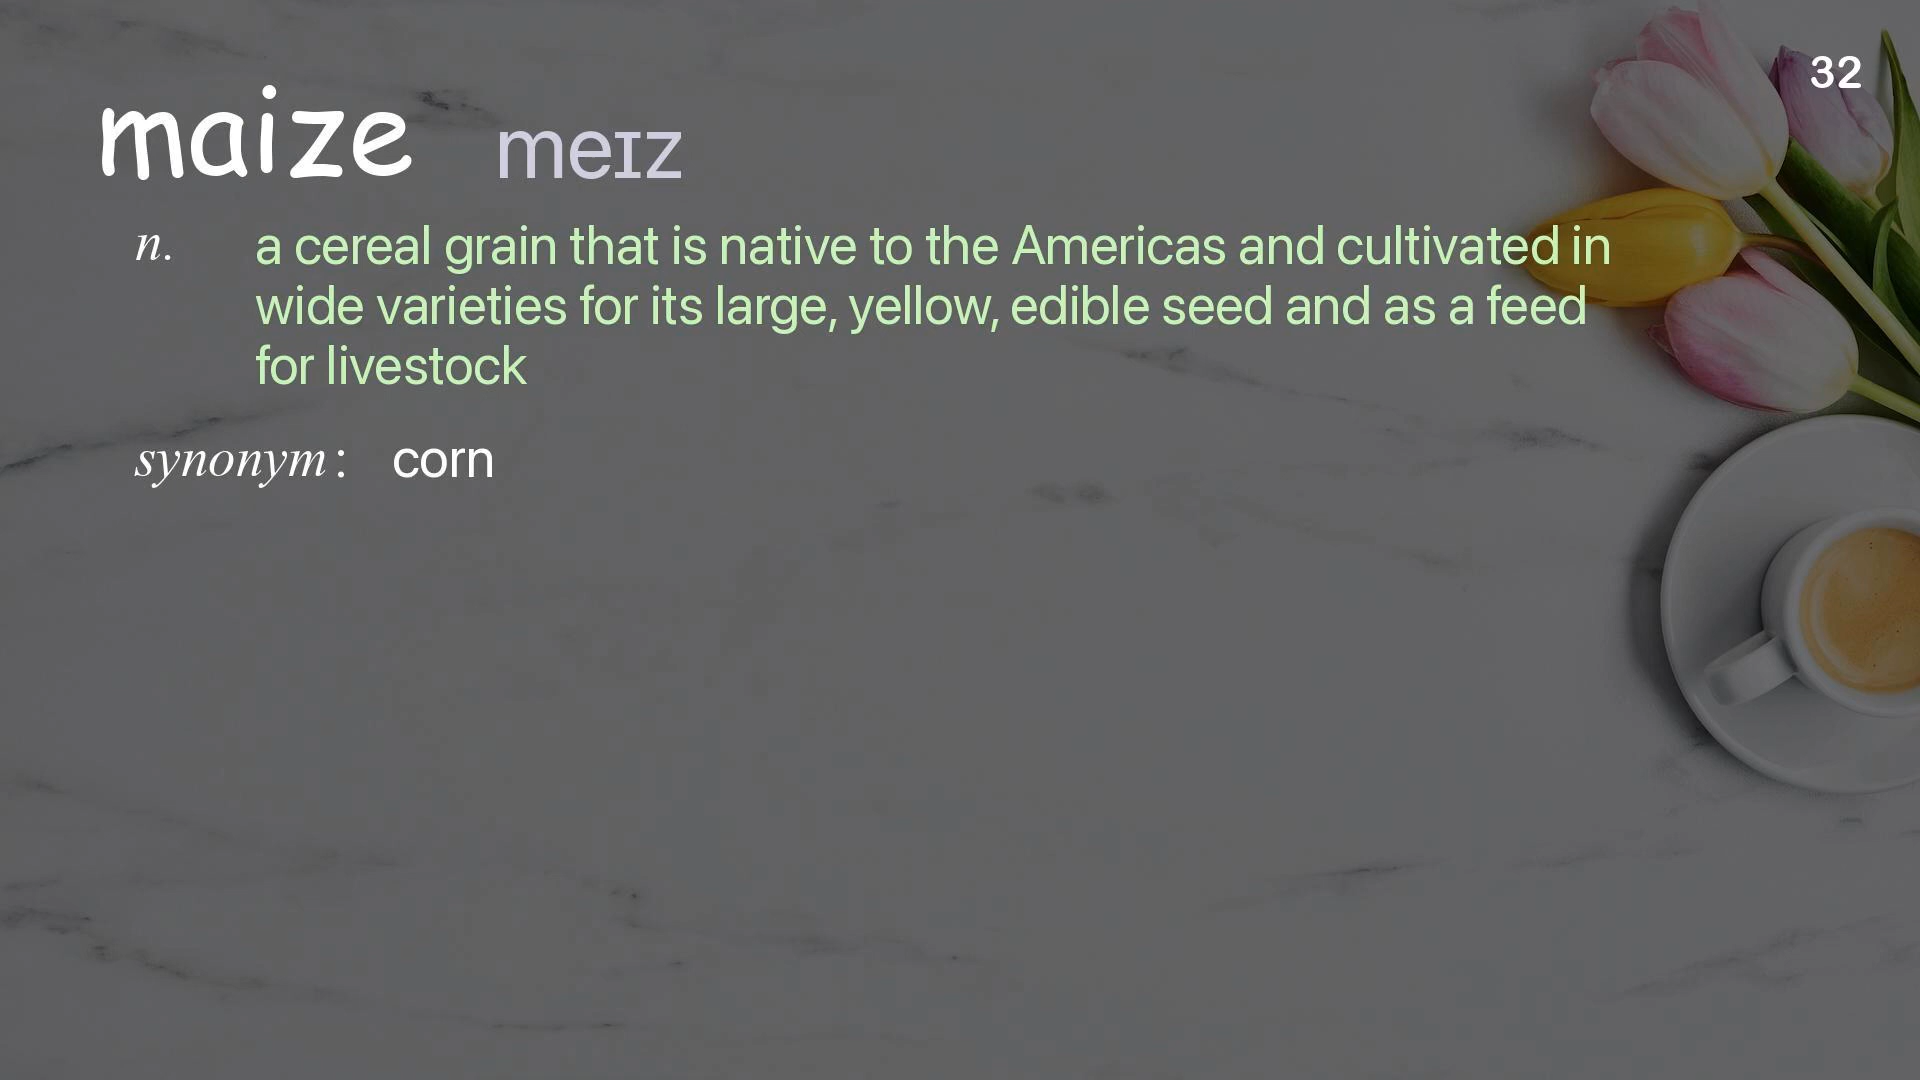 32
maize meɪz
n. a cereal grain that is native to the Americas and cultivated in
wide varieties for its large, yellow, edible seed and as a feed
for livestock
synonym: corn